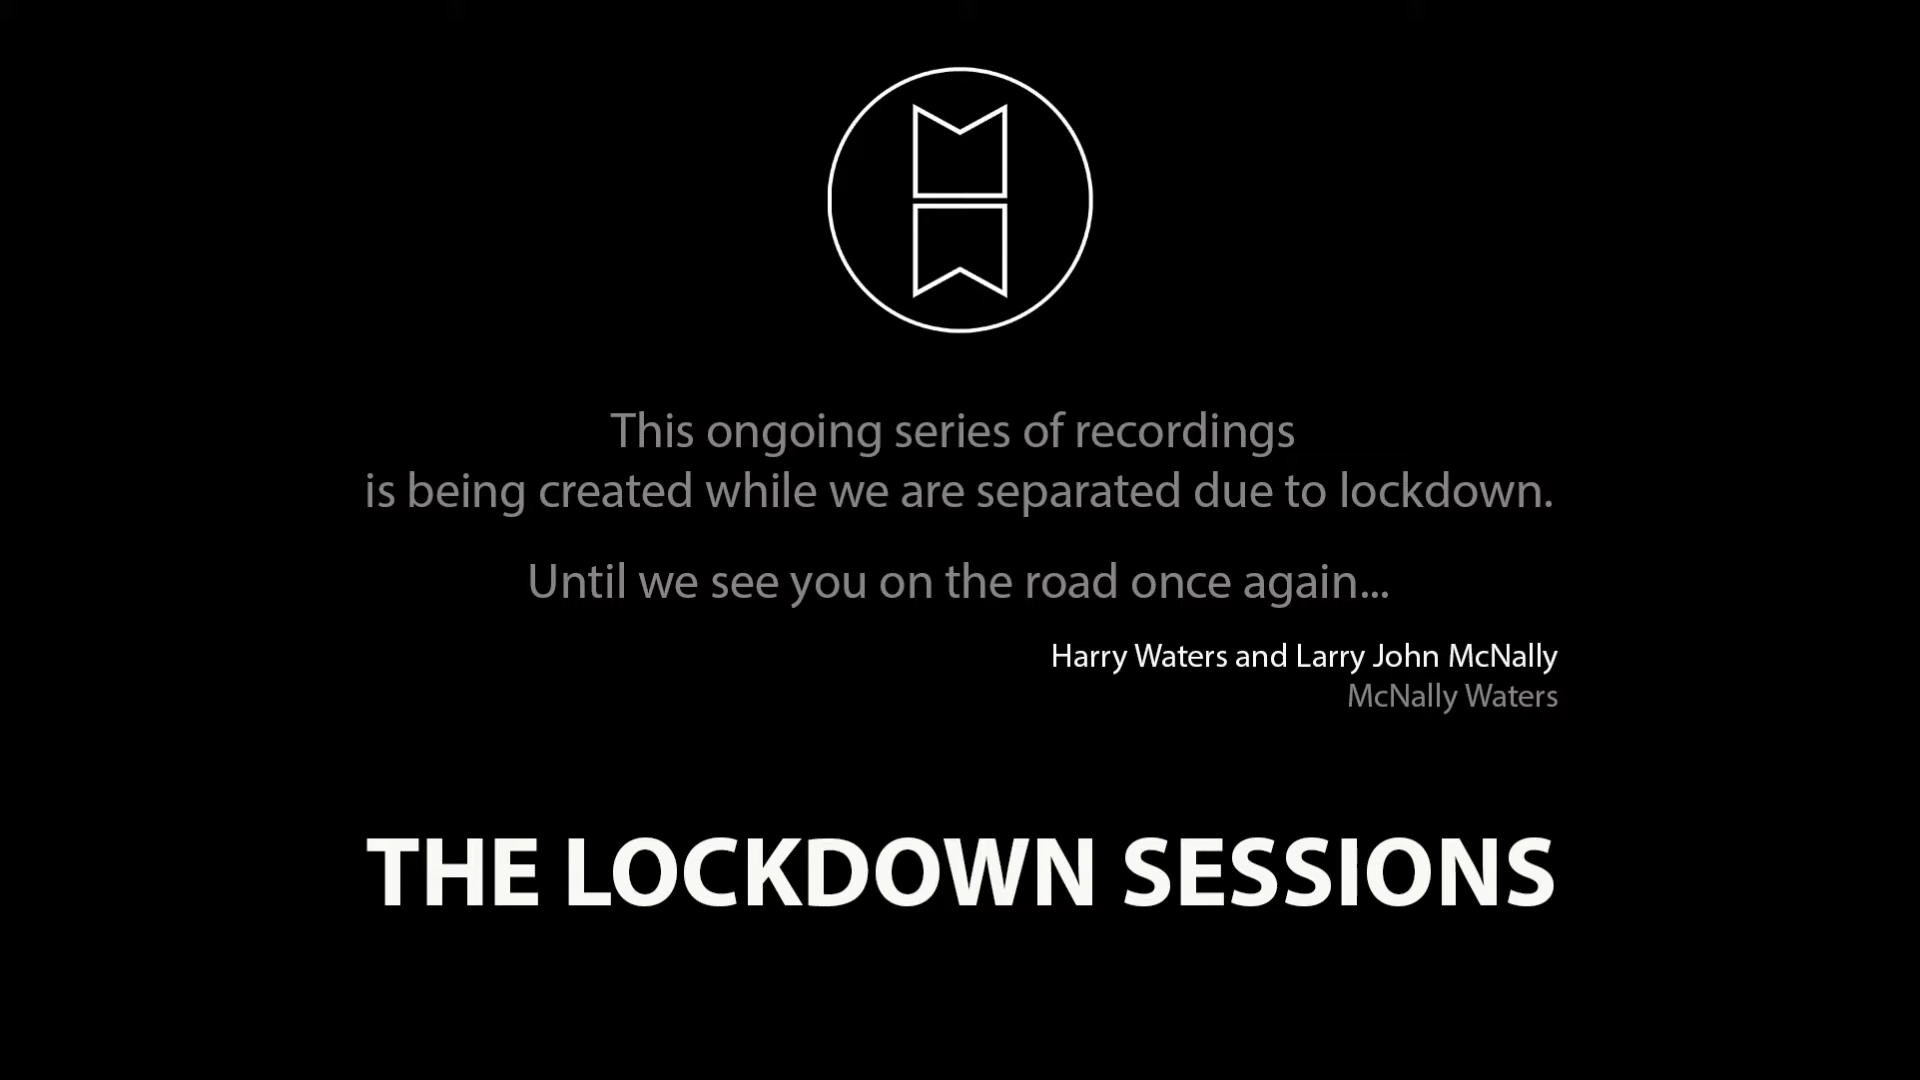 This ongoing series of recordings
is being created while we are separated due to lockdown.
Until we see you on the road once again...
Harry Waters and Larry John McNally
McNally Waters
THE LOCKDOWN SESSIONS